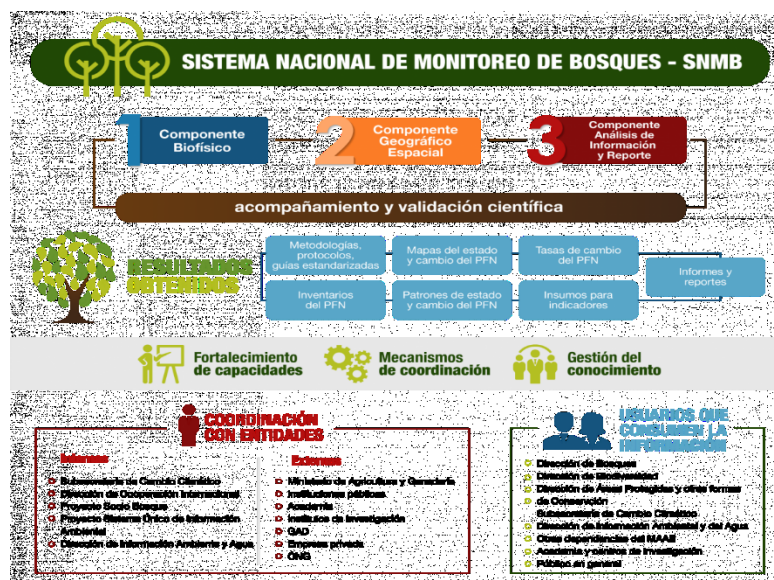 SISTEMA NACIONAL DE MONITOREO DE BOSQUES - SNMB
1 Componente
Biofísico
2 Componente
Geográfico
Espacial
3 Componente
Análisis de
Información
y Reporte
acompañamiento y validación científica
RESULTADOS
OBTENIDOS
Metodologías,
protocolos,
guías estandarizadas
Mapas del estado
y cambio del PFN
Tasas de cambio
del PFN
Informes y
reportes
Inventarios
del PFN
Patrones de estado
y cambio del PFN
Insumos para
indicadores
Fortalecimiento
de capacidades
Mecanismos
de coordinación
Gestión del
conocimiento
COORDINACIÓN
CON ENTIDADES
Internas
Subsecretaría de Cambio Climático
Dirección de Cooperación Internacional
Proyecto Socio Bosque
Proyecto Sistema Único de Información
Ambiental
Dirección de Información Ambiente y Agua
Externas
Ministerio de Agricultura y Ganadería
Instituciones públicas
Academia
Institutos de Investigación
GAD
Empresa privada
ONG
USUARIOS QUE
CONSUMEN LA
INFORMACIÓN
Dirección de Bosques
Dirección de Biodiversidad
Dirección de Áreas Protegidas y otras formas
de Conservación
Subsecretaría de Cambio Climático
Dirección de Información Ambiental y del Agua
Otras dependencias del MAAE
Academia y centros de investigación
Público en general